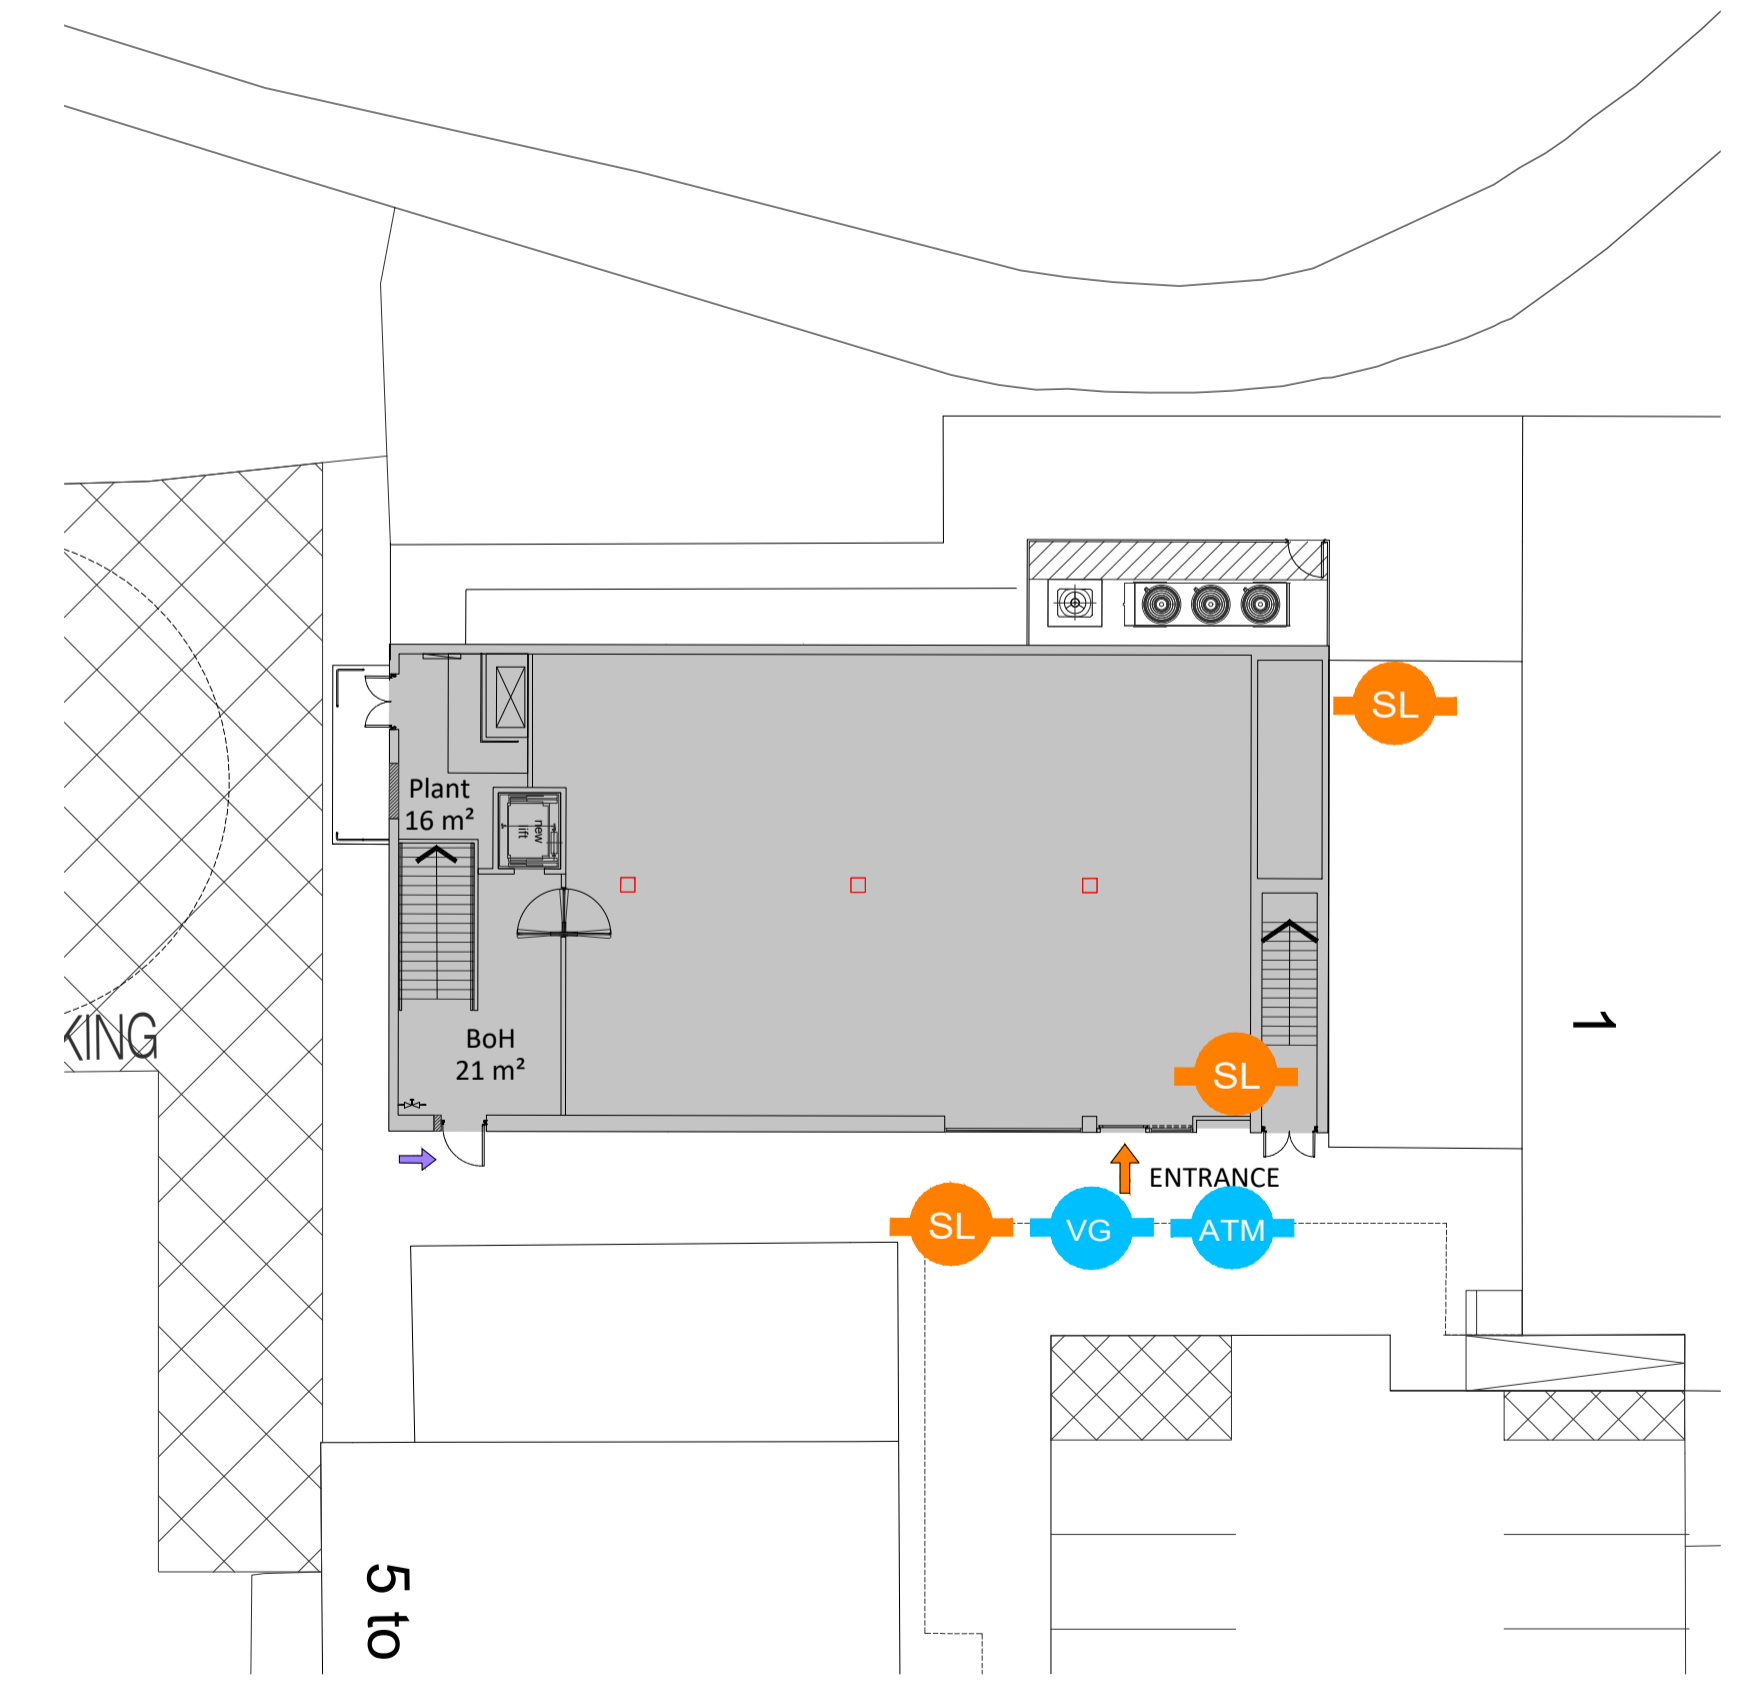 SL
Plant
16 m²
new
lift
KING
1
BoH
21 m²
SL
ENTRANCE
SL
VG
ATM
5 to